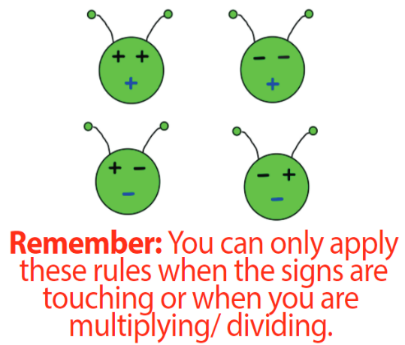 + +
+
− −
+
+ −
−
− +
−
Remember: You can only apply
these rules when the signs are
touching or when you are
multiplying/ dividing.